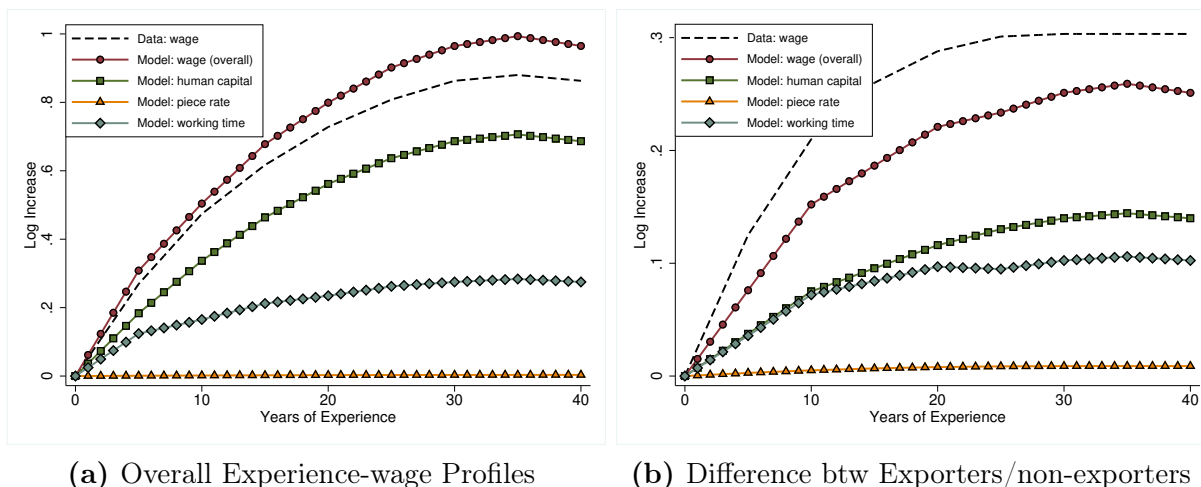 Data: wage
Model: wage (overall)
Model: human capital
Model: piece rate
Model: working time
Log Increase
1
.8
.6
.4
.2
0
0 10 20 30 40
Years of Experience
(a) Overall Experience-wage Profiles
Data: wage
Model: wage (overall)
Model: human capital
Model: piece rate
Model: working time
Log Increase
.3
.2
.1
0
0 10 20 30 40
Years of Experience
(b) Difference btw Exporters/non-exporters